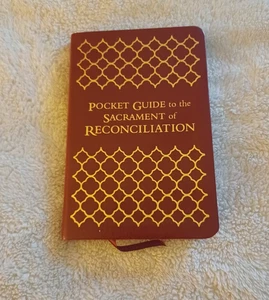 POCKET GUIDE to the
SACRAMENT of
RECONCILIATION